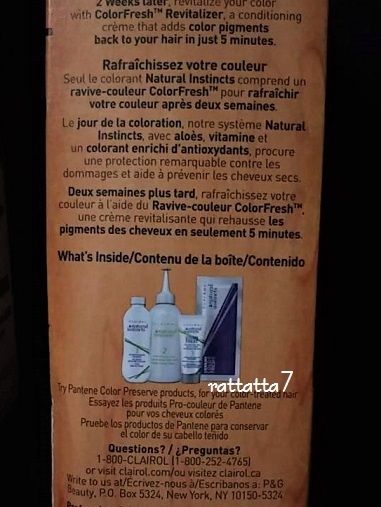 2 Weeks later, revitalize your color
with ColorFresh™ Revitalizer, a conditioning
crème that adds color pigments
back to your hair in just 5 minutes.
Rafraîchissez votre couleur
Seul le colorant Natural Instincts comprend un
ravive-couleur ColorFresh™ pour rafraîchir
votre couleur après deux semaines.
Le jour de la coloration, notre système Natural
Instincts, avec aloès, vitamine et
un colorant enrichi d'antioxydants, procure
une protection remarquable contre les
dommages et aide à prévenir les cheveux secs.
Deux semaines plus tard, rafraîchissez votre
couleur à l'aide du Ravive-couleur ColorFresh™,
une crème revitalisante qui rehausse les
pigments des cheveux en seulement 5 minutes.
What's Inside/Contenu de la boîte/Contenido
rattatta7
Try Pantene Color Preserve products, for your color-treated hair
Essayez les produits Pro-couleur de Pantene
pour vos cheveux colorés
Pruebe los productos de Pantene para conservar
el color de su cabello teñido
Questions? / ¿Preguntas?
1-800-CLAIROL (1-800-252-4765)
or visit clairol.com/ou visitez clairol.ca
Write to us at/Écrivez-nous à/Escríbanos a: P&G
Beauty, P.O. Box 5324, New York, NY 10150-5324